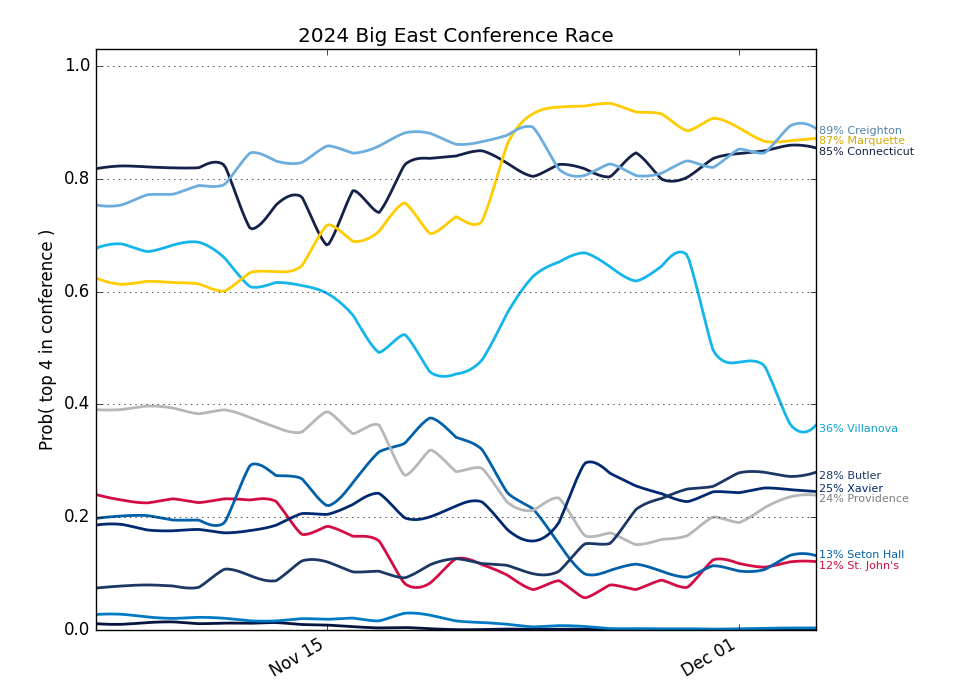 2024 Big East Conference Race
Prob( top 4 in conference )
1.0
0.8
0.6
0.4
0.2
0.0
Nov 15
Dec 01
89% Creighton
87% Marquette
85% Connecticut
36% Villanova
28% Butler
25% Xavier
24% Providence
13% Seton Hall
12% St. John's